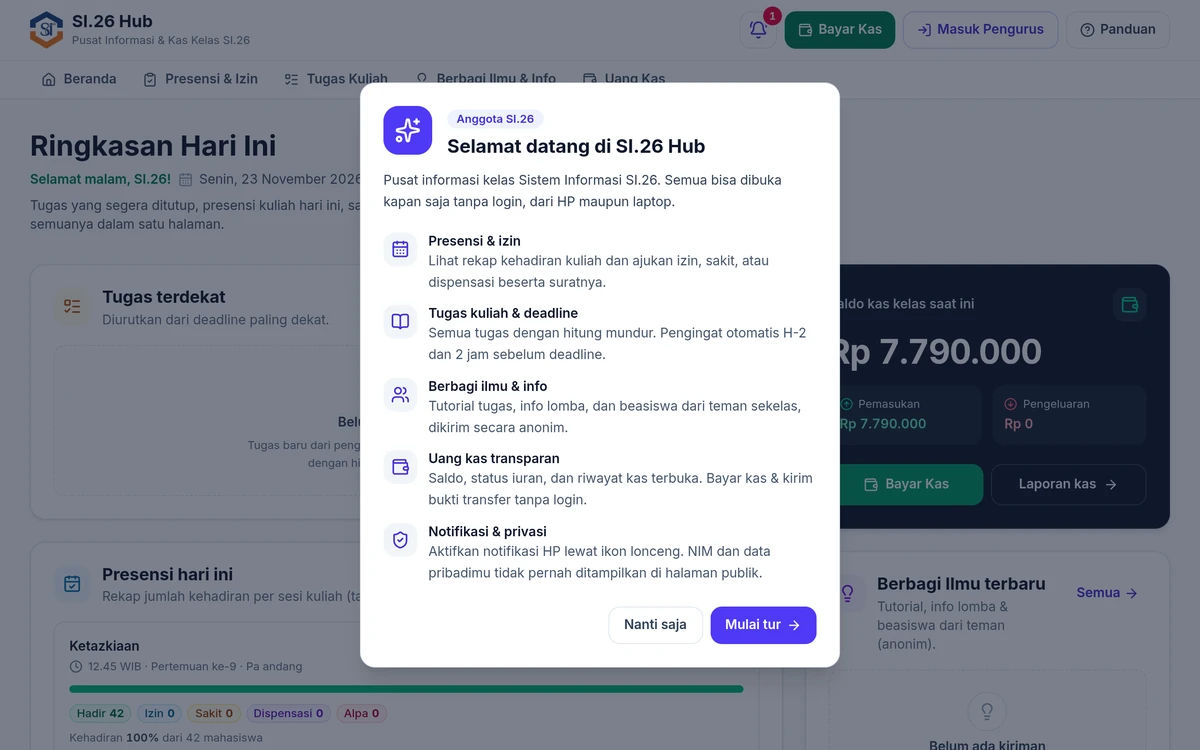 SI.26 Hub
Pusat Informasi & Kas Kelas SI.26
1
Bayar Kas
Masuk Pengurus
Panduan
Beranda
Presensi & Izin
Tugas Kuliah
Berbagi Ilmu & Info
Uang Kas
Ringkasan Hari Ini
Selamat malam, SI.26!
Senin, 23 November 2026
Tugas yang segera ditutup, presensi kuliah hari ini,
semuanya dalam satu halaman.
Tugas terdekat
Diurutkan dari deadline paling dekat.
Tugas baru dari
dengan
Presensi hari ini
Rekap jumlah kehadiran per sesi kuliah
Ketazkiaan
12.45 WIB · Pertemuan ke-9 · Pa andang
Hadir 42
Izin 0
Sakit 0
Dispensasi 0
Alpa 0
Kehadiran 100% dari 42 mahasiswa
Anggota SI.26
Selamat datang di SI.26 Hub
Pusat informasi kelas Sistem Informasi SI.26. Semua bisa dibuka
kapan saja tanpa login, dari HP maupun laptop.
Presensi & izin
Lihat rekap kehadiran kuliah dan ajukan izin, sakit, atau
dispensasi beserta suratnya.
Tugas kuliah & deadline
Semua tugas dengan hitung mundur. Pengingat otomatis H-2
dan 2 jam sebelum deadline.
Berbagi ilmu & info
Tutorial tugas, info lomba, dan beasiswa dari teman sekelas,
dikirim secara anonim.
Uang kas transparan
Saldo, status iuran, dan riwayat kas terbuka. Bayar kas & kirim
bukti transfer tanpa login.
Notifikasi & privasi
Aktifkan notifikasi HP lewat ikon lonceng. NIM dan data
pribadimu tidak pernah ditampilkan di halaman publik.
Nanti saja
Mulai tur
kas kelas saat ini
Rp 7.790.000
Pemasukan
Rp 7.790.000
Pengeluaran
Rp 0
Bayar Kas
Laporan kas
Berbagi Ilmu terbaru
Semua
Tutorial, info lomba &
beasiswa dari teman
(anonim).
Belum ada kiriman